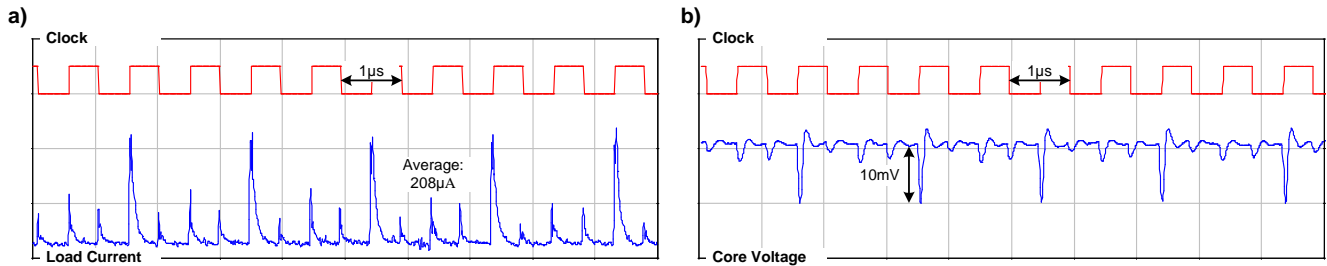 a)
Clock
1µs
Average:
208µA
Load Current
b)
Clock
1µs
10mV
Core Voltage